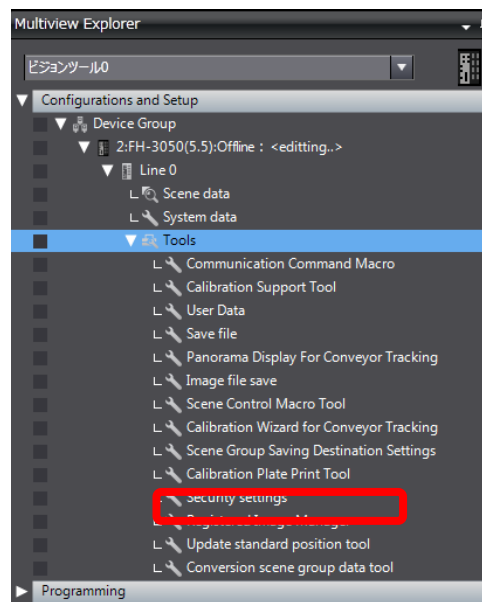 Multiview Explorer
ビジョンツール0
Configurations and Setup
Device Group
2:FH-3050(5.5):Offline : <editting..>
Line 0
Scene data
System data
Tools
Communication Command Macro
Calibration Support Tool
User Data
Save file
Panorama Display For Conveyor Tracking
Image file save
Scene Control Macro Tool
Calibration Wizard for Conveyor Tracking
Scene Group Saving Destination Settings
Calibration Plate Print Tool
Security settings
Registered Image Manager
Update standard position tool
Conversion scene group data tool
Programming